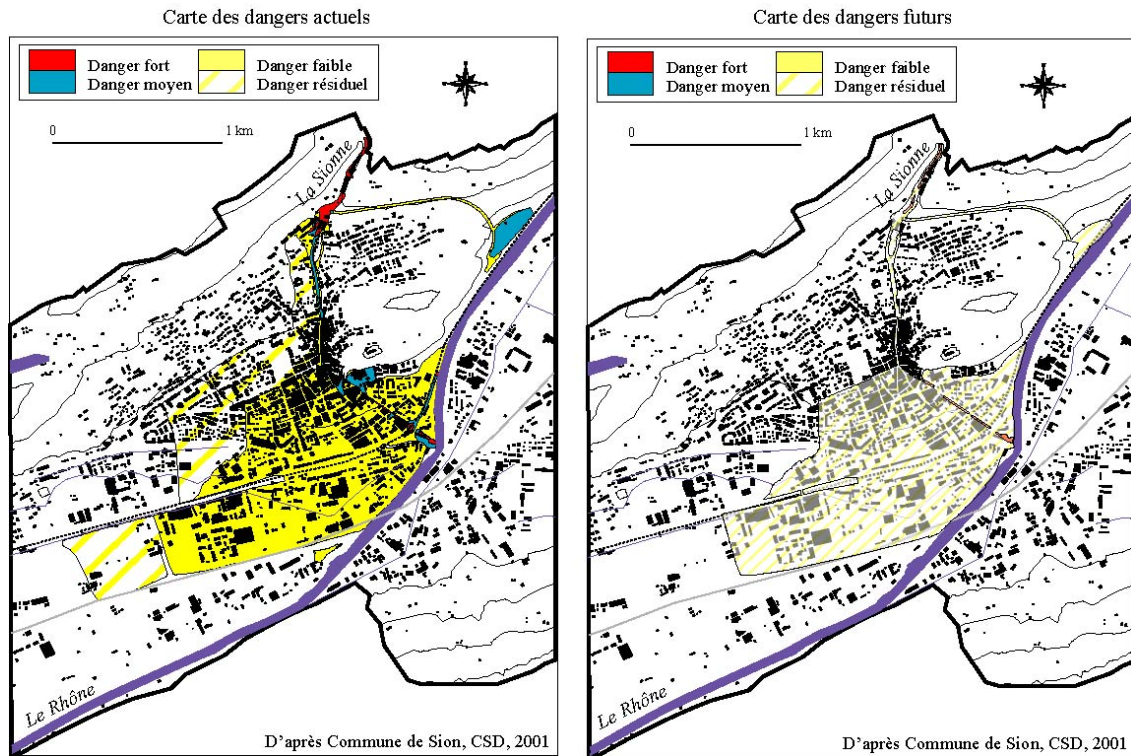 Carte des dangers actuels
Danger fort
Danger faible
Danger moyen
Danger résiduel
0
1 km
La Sionne
Le Rhône
D'après Commune de Sion, CSD, 2001
Carte des dangers futurs
Danger fort
Danger faible
Danger moyen
Danger résiduel
0
1 km
La Sionne
Le Rhône
D'après Commune de Sion, CSD, 2001